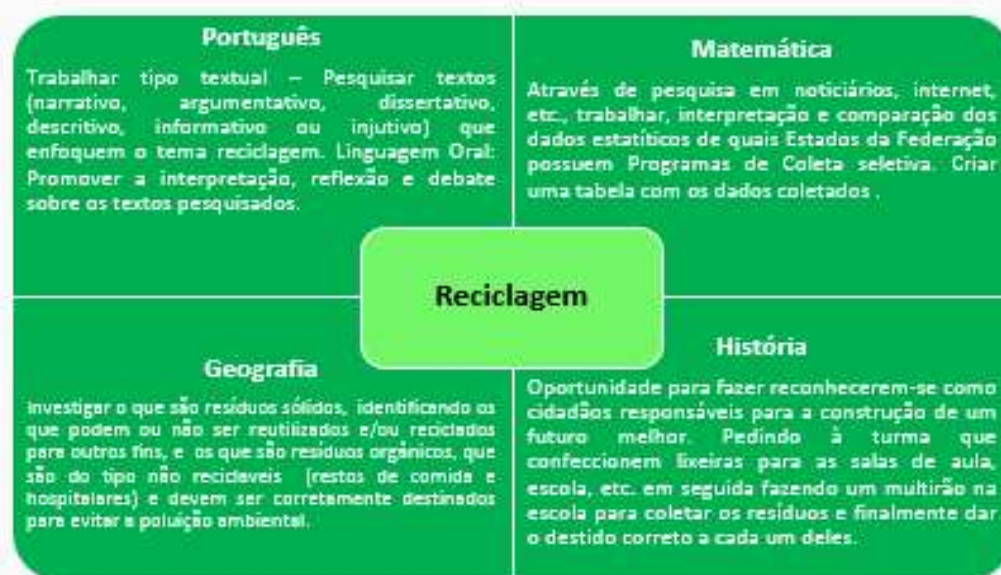 Português
Trabalhar tipo textual – Pesquisar textos
(narrativo, argumentativo, dissertativo,
descritivo, informativo ou injutivo) que
enfoquem o tema reciclagem. Linguagem Oral:
Promover a interpretação, reflexão e debate
sobre os textos pesquisados.
Matemática
Através de pesquisa em noticiários, internet,
etc., trabalhar, interpretação e comparação dos
dados estatíticos de quais Estados da Federação
possuem Programas de Coleta seletiva. Criar
uma tabela com os dados coletados .
Reciclagem
Geografia
Investigar o que são resíduos sólidos, identificando os
que podem ou não ser reutilizados e/ou reciclados
para outros fins, e os que são resíduos orgânicos, que
são do tipo não reciclaveis (restos de comida e
hospitalares) e devem ser corretamente destinados
para evitar a poluição ambiental.
História
Oportunidade para fazer reconhecerem-se como
cidadãos responsáveis para a construção de um
futuro melhor. Pedindo à turma que
confeccionem lixeiras para as salas de aula,
escola, etc. em seguida fazendo um multirão na
escola para coletar os resíduos e finalmente dar
o destido correto a cada um deles.